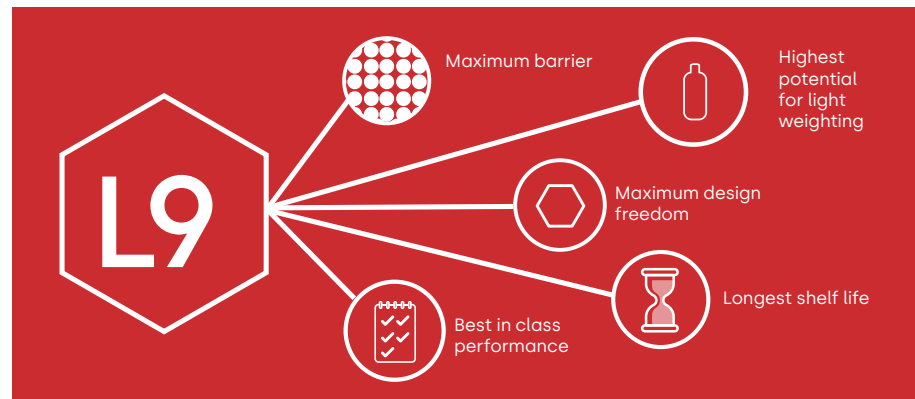 Maximum barrier
Highest
potential
for light
weighting
L9
Maximum design
freedom
Longest shelf life
Best in class
performance